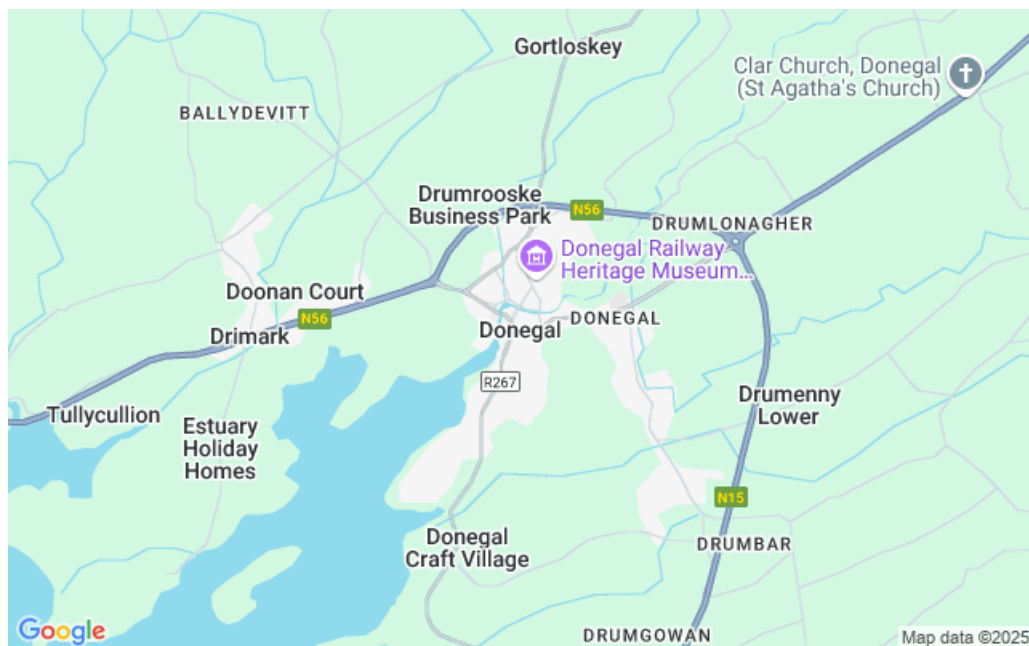 Gortloskey
Clar Church, Donegal
(St Agatha's Church)
BALLYDEVITT
Drumrooske
Business Park
N56
DRUMLONAGHER
Donegal Railway
Heritage Museum...
Doonan Court
N56
Drimark
Donegal
DONEGAL
R267
Tullycullion
Estuary
Holiday
Homes
Drumenny
Lower
N15
Donegal
Craft Village
DRUMBAR
DRUMGOWAN
Google
Map data ©2025